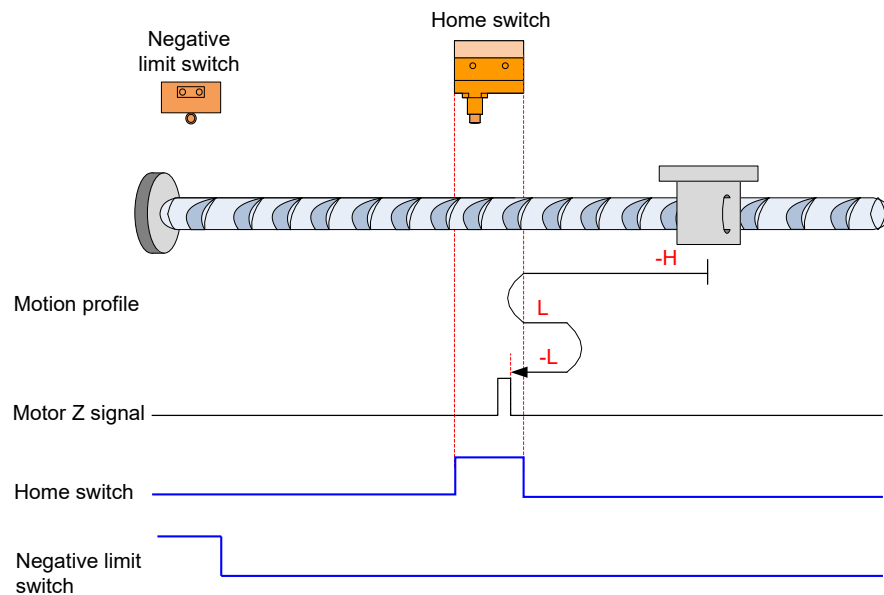 Home switch
Negative
limit switch
-H
Motion profile
L
-L
Motor Z signal
Home switch
Negative limit
switch